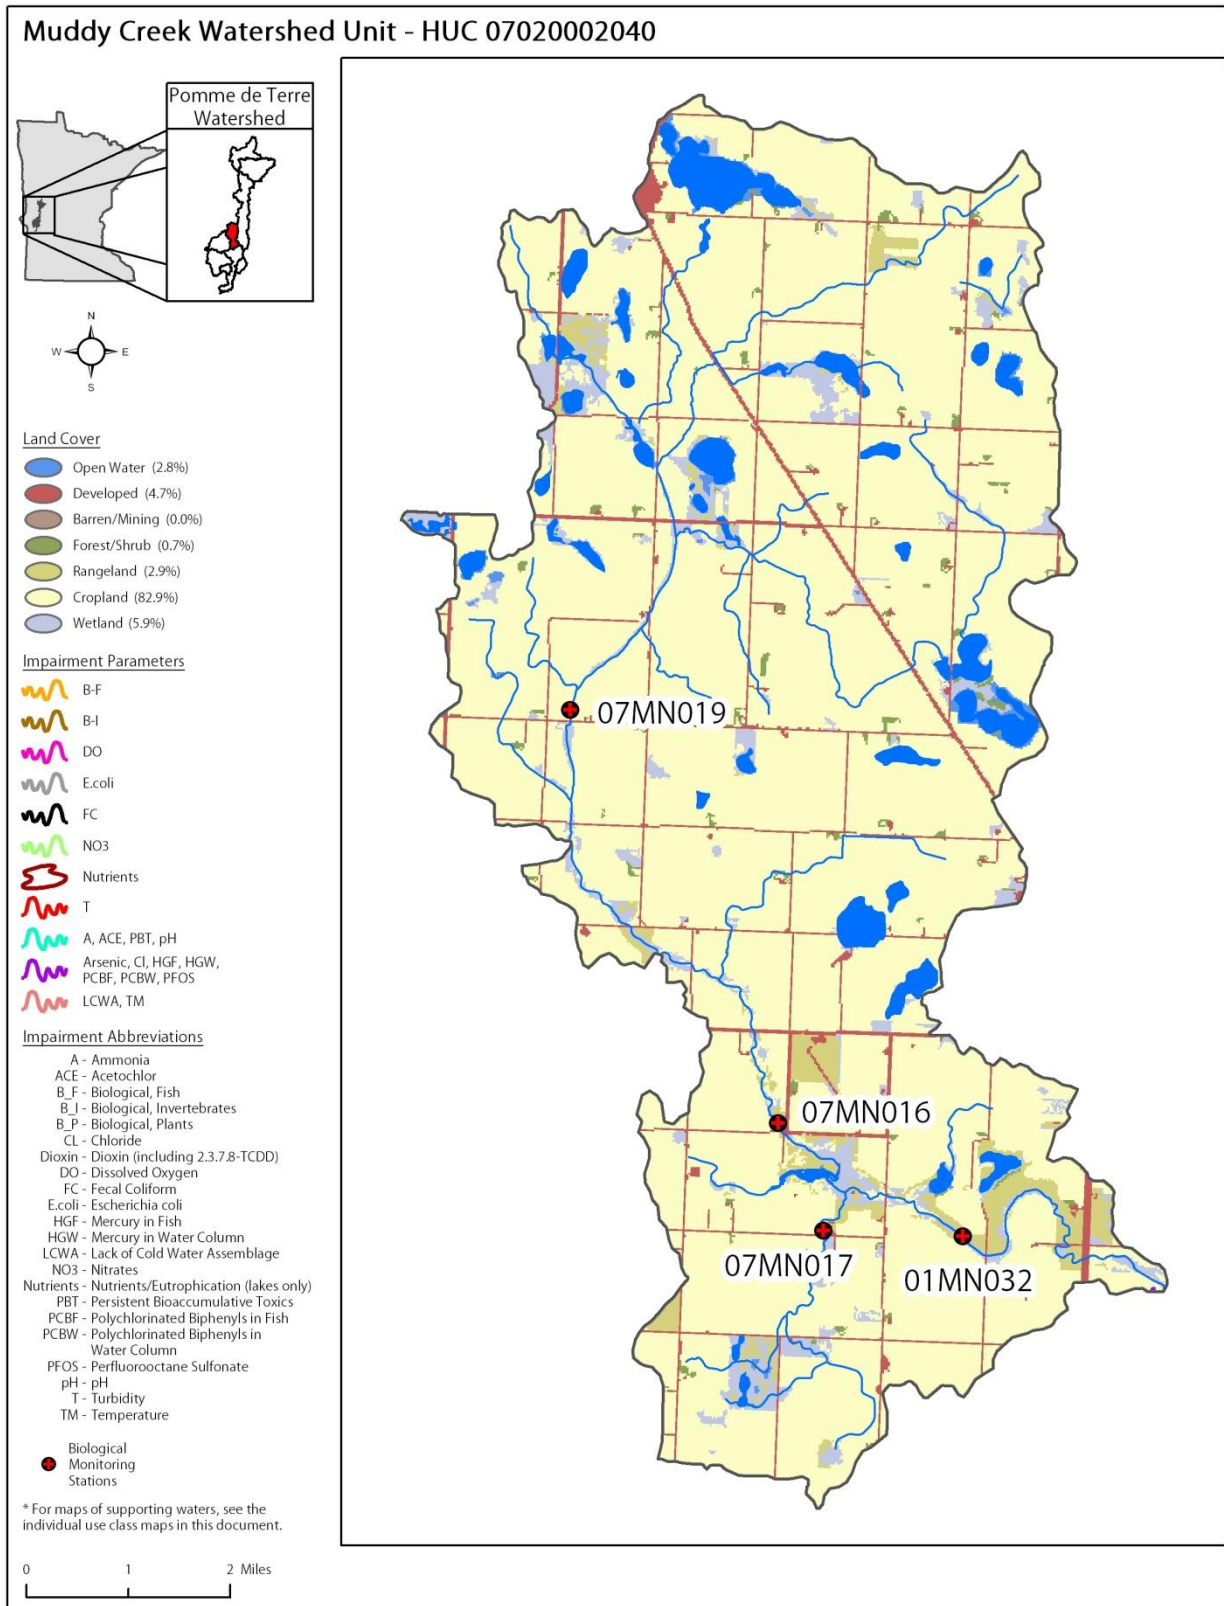 Muddy Creek Watershed Unit - HUC 07020002040
Pomme de Terre
Watershed
N
W
E
S
Land Cover
Open Water (2.8%)
Developed (4.7%)
Barren/Mining (0.0%)
Forest/Shrub (0.7%)
Rangeland (2.9%)
Cropland (82.9%)
Wetland (5.9%)
Impairment Parameters
B-F
B-I
DO
E.coli
FC
NO3
Nutrients
T
A, ACE, PBT, pH
Arsenic, Cl, HGF, HGW,
PCBF, PCBW, PFOS
LCWA, TM
Impairment Abbreviations
A - Ammonia
ACE - Acetochlor
B_F - Biological, Fish
B_I - Biological, Invertebrates
B_P - Biological, Plants
CL - Chloride
Dioxin - Dioxin (including 2.3.7.8-TCDD)
DO - Dissolved Oxygen
FC - Fecal Coliform
E.coli - Escherichia coli
HGF - Mercury in Fish
HGW - Mercury in Water Column
LCWA - Lack of Cold Water Assemblage
NO3 - Nitrates
Nutrients - Nutrients/Eutrophication (lakes only)
PBT - Persistent Bioaccumulative Toxics
PCBF - Polychlorinated Biphenyls in Fish
PCBW - Polychlorinated Biphenyls in
Water Column
PFOS - Perfluorooctane Sulfonate
pH - pH
T - Turbidity
TM - Temperature
Biological
Monitoring
Stations
* For maps of supporting waters, see the
individual use class maps in this document.
0 1 2 Miles
07MN019
07MN016
07MN017
01MN032